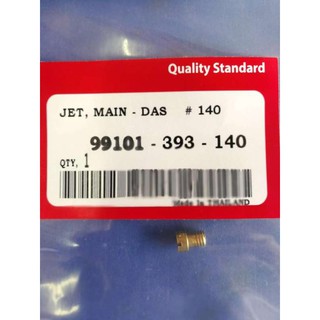 Quality Standard
JET, MAIN - DAS # 140
99101 - 393 - 140
QTY, 1
Made in THAILAND